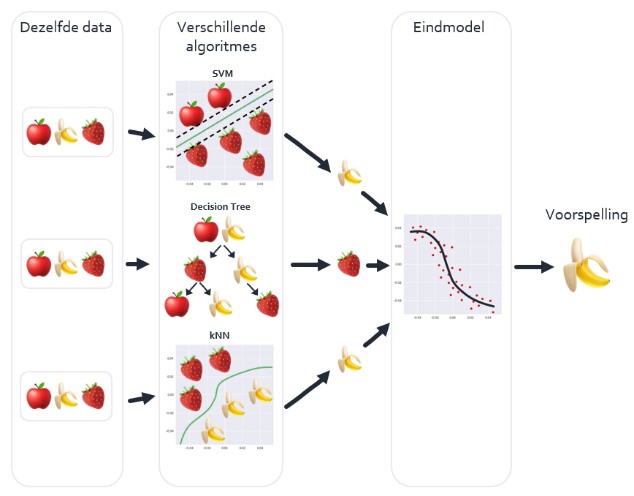 Dezelfde data
Verschillende
algoritmes
Eindmodel
SVM
Decision Tree
kNN
Voorspelling